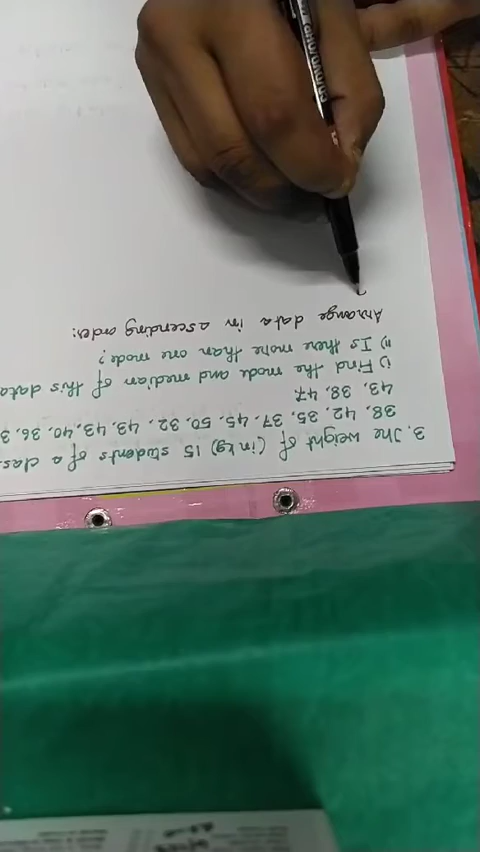 3. The weight of (in kg) 15 students of a clas
38, 42, 35, 37, 45, 50, 32, 43, 43, 40, 36, 3
43, 38, 47.
i) Find the mode and median of this data
ii) Is there more than one mode?
Arrange data in ascending order: